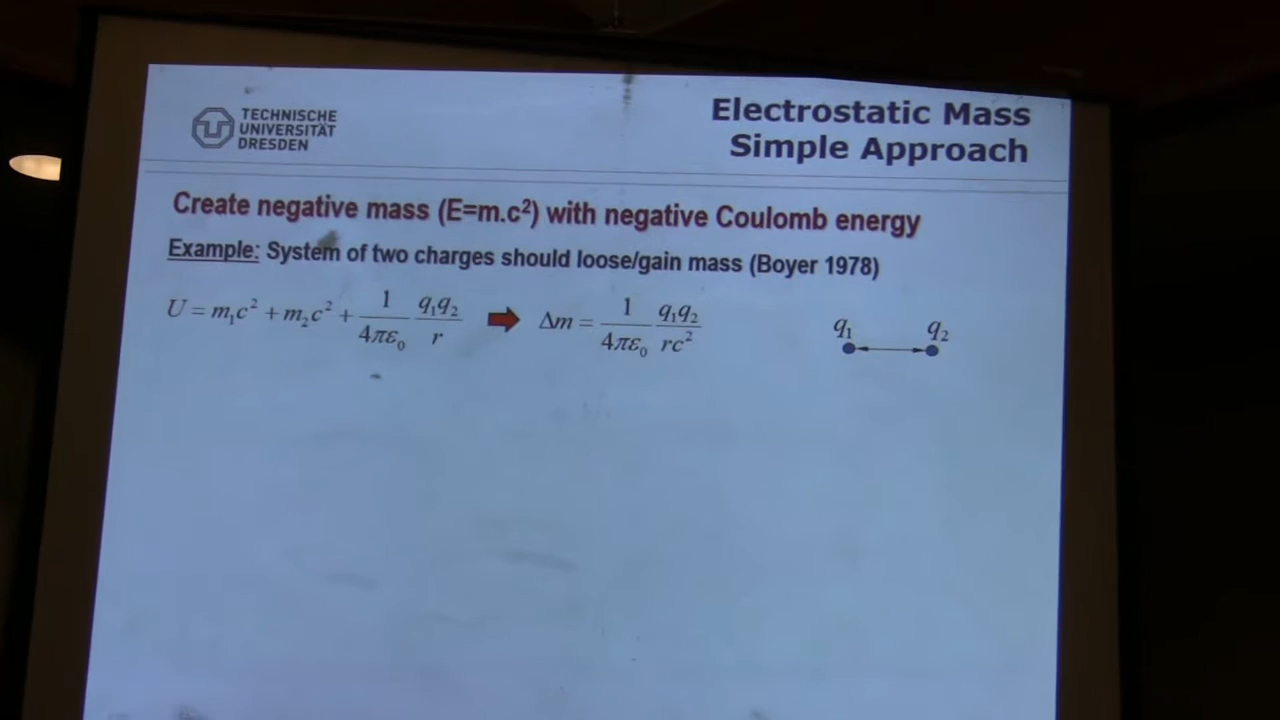 TECHNISCHE
UNIVERSITÄT
DRESDEN
Electrostatic Mass
Simple Approach
Create negative mass (E=m.c²) with negative Coulomb energy
Example: System of two charges should loose/gain mass (Boyer 1978)
U = m₁c² + m₂c² + 1/4πε₀ q₁q₂/r ➡ Δm = 1/4πε₀ q₁q₂/rc²
q₁ q₂